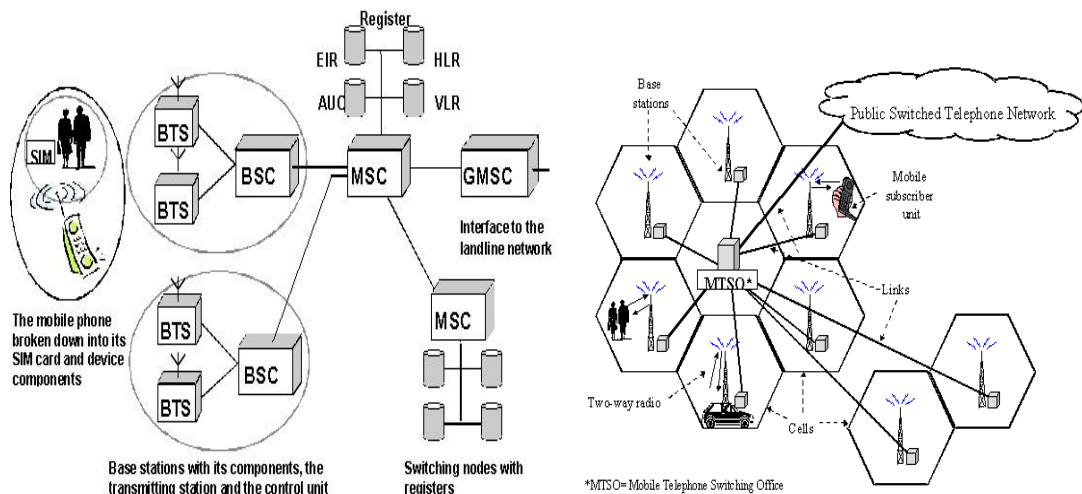 Register
EIR
HLR
AUC
VLR
SIM
BTS
BTS
BSC
MSC
GMSC
Interface to the
landline network
The mobile phone
broken down into its
SIM card and device
components
BTS
BTS
BSC
MSC
Base stations with its components, the
transmitting station and the control unit
Switching nodes with
registers
Base
stations
Public Switched Telephone Network
Mobile
subscriber
unit
MTSO*
Links
Two-way radio
Cells
*MTSO= Mobile Telephone Switching Office